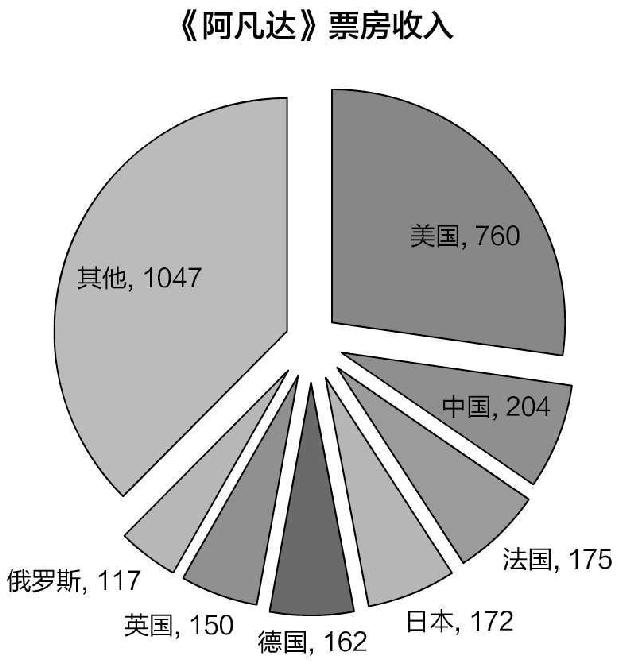 《阿凡达》票房收入
美国, 760
其他, 1047
中国, 204
法国, 175
俄罗斯, 117
日本, 172
英国, 150
德国, 162